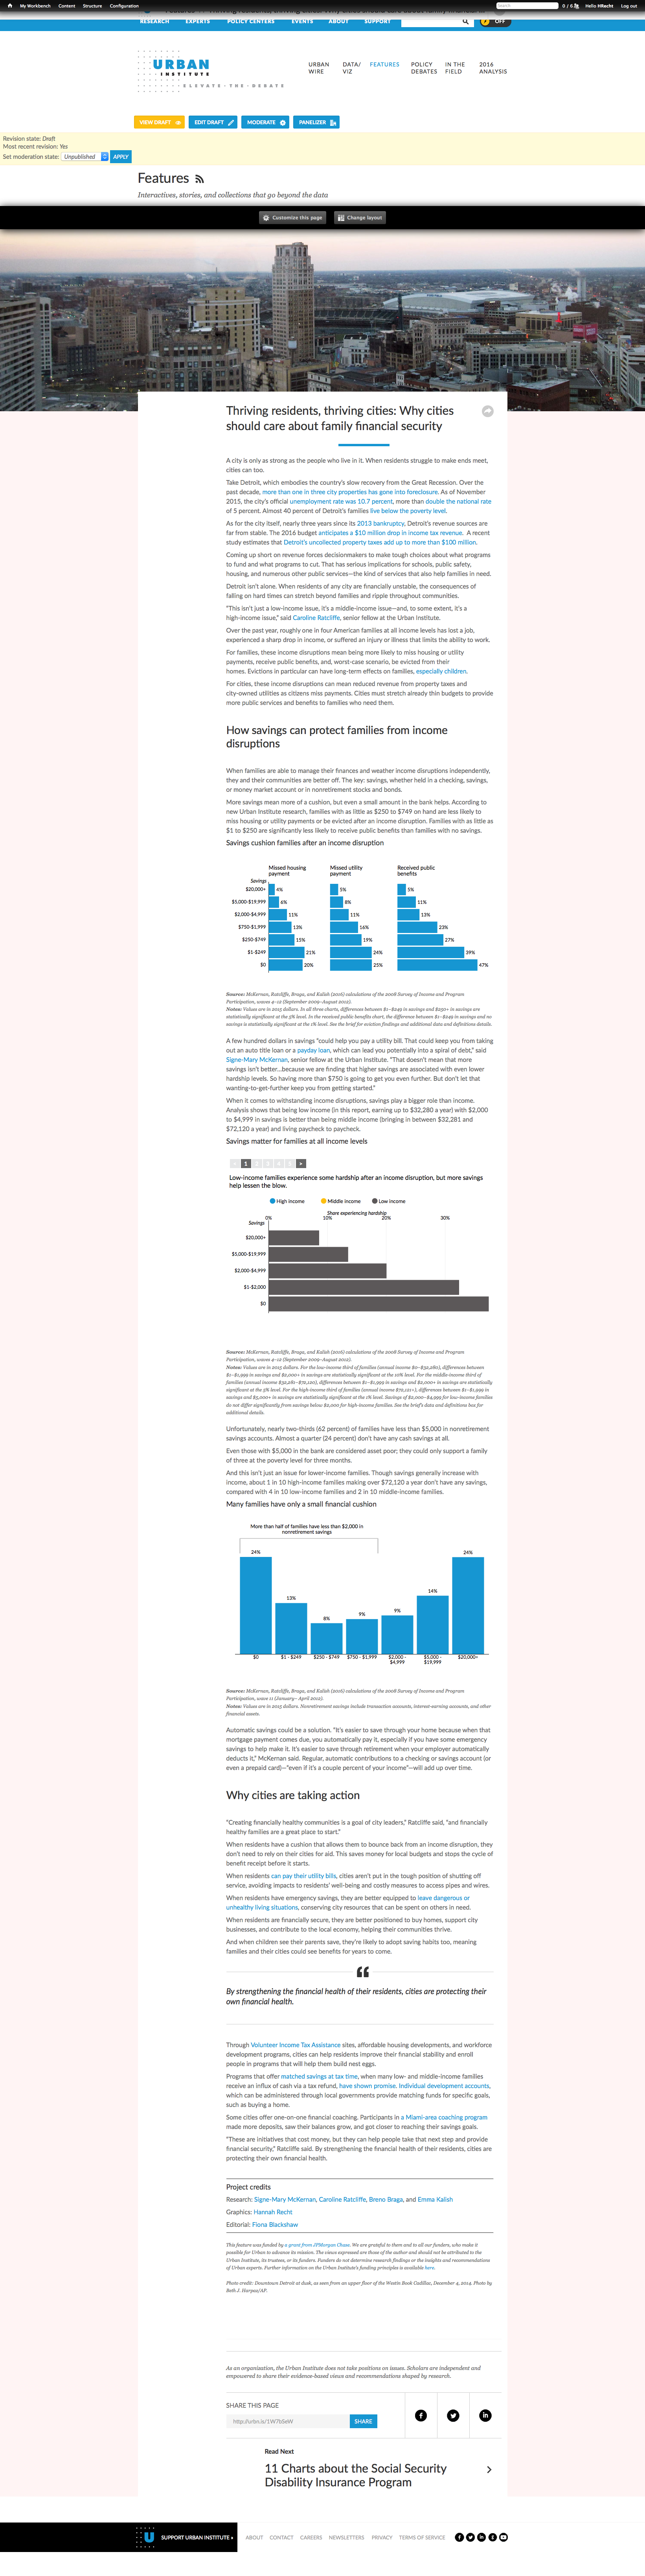 My Workbench Content Structure Configuration
Search 0 / 6 Hello HRecht Log out
RESEARCH EXPERTS POLICY CENTERS EVENTS ABOUT SUPPORT
OFF
URBAN
INSTITUTE
ELEVATE • THE • DEBATE
URBAN WIRE
DATA/ VIZ
FEATURES
POLICY DEBATES
IN THE FIELD
2016 ANALYSIS
VIEW DRAFT EDIT DRAFT MODERATE PANELIZER
Revision state: Draft
Most recent revision: Yes
Set moderation state: Unpublished APPLY
Features
Interactives, stories, and collections that go beyond the data
Customize this page Change layout
Thriving residents, thriving cities: Why cities
should care about family financial security
A city is only as strong as the people who live in it. When residents struggle to make ends meet,
cities can too.
Take Detroit, which embodies the country's slow recovery from the Great Recession. Over the
past decade, more than one in three city properties has gone into foreclosure. As of November
2015, the city's official unemployment rate was 10.7 percent, more than double the national rate
of 5 percent. Almost 40 percent of Detroit's families live below the poverty level.
As for the city itself, nearly three years since its 2013 bankruptcy, Detroit's revenue sources are
far from stable. The 2016 budget anticipates a $10 million drop in income tax revenue. A recent
study estimates that Detroit's uncollected property taxes add up to more than $100 million.
Coming up short on revenue forces decisionmakers to make tough choices about what programs
to fund and what programs to cut. That has serious implications for schools, public safety,
housing, and numerous other public services—the kind of services that also help families in need.
Detroit isn't alone. When residents of any city are financially unstable, the consequences of
falling on hard times can stretch beyond families and ripple throughout communities.
"This isn't just a low-income issue, it's a middle-income issue—and, to some extent, it's a
high-income issue," said Caroline Ratcliffe, senior fellow at the Urban Institute.
Over the past year, roughly one in four American families at all income levels has lost a job,
experienced a sharp drop in income, or suffered an injury or illness that limits the ability to work.
For families, these income disruptions mean being more likely to miss housing or utility
payments, receive public benefits, and, worst-case scenario, be evicted from their
homes. Evictions in particular can have long-term effects on families, especially children.
For cities, these income disruptions can mean reduced revenue from property taxes and
city-owned utilities as citizens miss payments. Cities must stretch already thin budgets to provide
more public services and benefits to families who need them.
How savings can protect families from income
disruptions
When families are able to manage their finances and weather income disruptions independently,
they and their communities are better off. The key: savings, whether held in a checking, savings,
or money market account or in nonretirement stocks and bonds.
More savings mean more of a cushion, but even a small amount in the bank helps. According to
new Urban Institute research, families with as little as $250 to $749 on hand are less likely to
miss housing or utility payments or be evicted after an income disruption. Families with as little as
$1 to $250 are significantly less likely to receive public benefits than families with no savings.
Savings cushion families after an income disruption
Missed housing payment
Missed utility payment
Received public benefits
Savings
$20,000+ 4% 5% 5%
$5,000-$19,999 6% 8% 11%
$2,000-$4,999 11% 11% 13%
$750-$1,999 13% 16% 23%
$250-$749 15% 19% 27%
$1-$249 21% 24% 39%
$0 20% 25% 47%
Source: McKernan, Ratcliffe, Braga, and Kalish (2016) calculations of the 2008 Survey of Income and Program
Participation, waves 4–12 (September 2009–August 2012).
Notes: Values are in 2015 dollars. In all three charts, differences between $1–$249 in savings and $250+ in savings are
statistically significant at the 5% level. In the received public benefits chart, the difference between $1–$249 in savings and no
savings is statistically significant at the 1% level. See the brief for eviction findings and additional data and definitions details.
A few hundred dollars in savings "could help you pay a utility bill. That could keep you from taking
out an auto title loan or a payday loan, which can lead you potentially into a spiral of debt," said
Signe-Mary McKernan, senior fellow at the Urban Institute. "That doesn't mean that more
savings isn't better...because we are finding that higher savings are associated with even lower
hardship levels. So having more than $750 is going to get you even further. But don't let that
wanting-to-get-further keep you from getting started."
When it comes to withstanding income disruptions, savings play a bigger role than income.
Analysis shows that being low income (in this report, earning up to $32,280 a year) with $2,000
to $4,999 in savings is better than being middle income (bringing in between $32,281 and
$72,120 a year) and living paycheck to paycheck.
Savings matter for families at all income levels
1 2 3 4 5 >
Low-income families experience some hardship after an income disruption, but more savings
help lessen the blow.
High income Middle income Low income
Share experiencing hardship
0% 10% 20% 30%
Savings
$20,000+
$5,000-$19,999
$2,000-$4,999
$1-$2,000
$0
Source: McKernan, Ratcliffe, Braga, and Kalish (2016) calculations of the 2008 Survey of Income and Program
Participation, waves 4–12 (September 2009–August 2012).
Notes: Values are in 2015 dollars. For the low-income third of families (annual income $0–$32,280), differences between
$1–$1,999 in savings and $2,000+ in savings are statistically significant at the 10% level. For the middle-income third of
families (annual income $32,281–$72,120), differences between $1–$1,999 in savings and $2,000+ in savings are statistically
significant at the 5% level. For the high-income third of families (annual income $72,121+), differences between $1–$1,999 in
savings and $5,000+ in savings are statistically significant at the 1% level. Savings of $2,000–$4,999 for low-income families
do not differ significantly from savings below $2,000 for high-income families. See the brief's data and definitions box for
additional details.
Unfortunately, nearly two-thirds (62 percent) of families have less than $5,000 in nonretirement
savings accounts. Almost a quarter (24 percent) don't have any cash savings at all.
Even those with $5,000 in the bank are considered asset poor; they could only support a family
of three at the poverty level for three months.
And this isn't just an issue for lower-income families. Though savings generally increase with
income, about 1 in 10 high-income families making over $72,120 a year don't have any savings,
compared with 4 in 10 low-income families and 2 in 10 middle-income families.
Many families have only a small financial cushion
More than half of families have less than $2,000 in
nonretirement savings
24% 13% 8% 9% 9% 14% 24%
$0 $1 - $249 $250 - $749 $750 - $1,999 $2,000 - $4,999 $5,000 - $19,999 $20,000+
Source: McKernan, Ratcliffe, Braga, and Kalish (2016) calculations of the 2008 Survey of Income and Program
Participation, wave 11 (January– April 2012).
Notes: Values are in 2015 dollars. Nonretirement savings include transaction accounts, interest-earning accounts, and other
financial assets.
Automatic savings could be a solution. "It's easier to save through your home because when that
mortgage payment comes due, you automatically pay it, especially if you have some emergency
savings to help make it. It's easier to save through retirement when your employer automatically
deducts it," McKernan said. Regular, automatic contributions to a checking or savings account (or
even a prepaid card)—"even if it's a couple percent of your income"—will add up over time.
Why cities are taking action
"Creating financially healthy communities is a goal of city leaders," Ratcliffe said, "and financially
healthy families are a great place to start."
When residents have a cushion that allows them to bounce back from an income disruption, they
don't need to rely on their cities for aid. This saves money for local budgets and stops the cycle of
benefit receipt before it starts.
When residents can pay their utility bills, cities aren't put in the tough position of shutting off
service, avoiding impacts to residents' well-being and costly measures to access pipes and wires.
When residents have emergency savings, they are better equipped to leave dangerous or
unhealthy living situations, conserving city resources that can be spent on others in need.
When residents are financially secure, they are better positioned to buy homes, support city
businesses, and contribute to the local economy, helping their communities thrive.
And when children see their parents save, they're likely to adopt saving habits too, meaning
families and their cities could see benefits for years to come.
By strengthening the financial health of their residents, cities are protecting their
own financial health.
Through Volunteer Income Tax Assistance sites, affordable housing developments, and workforce
development programs, cities can help residents improve their financial stability and enroll
people in programs that will help them build nest eggs.
Programs that offer matched savings at tax time, when many low- and middle-income families
receive an influx of cash via a tax refund, have shown promise. Individual development accounts,
which can be administered through local governments provide matching funds for specific goals,
such as buying a home.
Some cities offer one-on-one financial coaching. Participants in a Miami-area coaching program
made more deposits, saw their balances grow, and got closer to reaching their savings goals.
"These are initiatives that cost money, but they can help people take that next step and provide
financial security," Ratcliffe said. By strengthening the financial health of their residents, cities are
protecting their own financial health.
Project credits
Research: Signe-Mary McKernan, Caroline Ratcliffe, Breno Braga, and Emma Kalish
Graphics: Hannah Recht
Editorial: Fiona Blackshaw
This feature was funded by a grant from JPMorgan Chase. We are grateful to them and to all our funders, who make it
possible for Urban to advance its mission. The views expressed are those of the author and should not be attributed to the
Urban Institute, its trustees, or its funders. Funders do not determine research findings or the insights and recommendations
of Urban experts. Further information on the Urban Institute's funding principles is available here.
Photo credit: Downtown Detroit at dusk, as seen from an upper floor of the Westin Book Cadillac, December 4, 2014. Photo by
Beth J. Harpaz/AP.
As an organization, the Urban Institute does not take positions on issues. Scholars are independent and
empowered to share their evidence-based views and recommendations shaped by research.
SHARE THIS PAGE
http://urbn.is/1W7bSeW SHARE
Read Next
11 Charts about the Social Security
Disability Insurance Program
U SUPPORT URBAN INSTITUTE
ABOUT CONTACT CAREERS NEWSLETTERS PRIVACY TERMS OF SERVICE